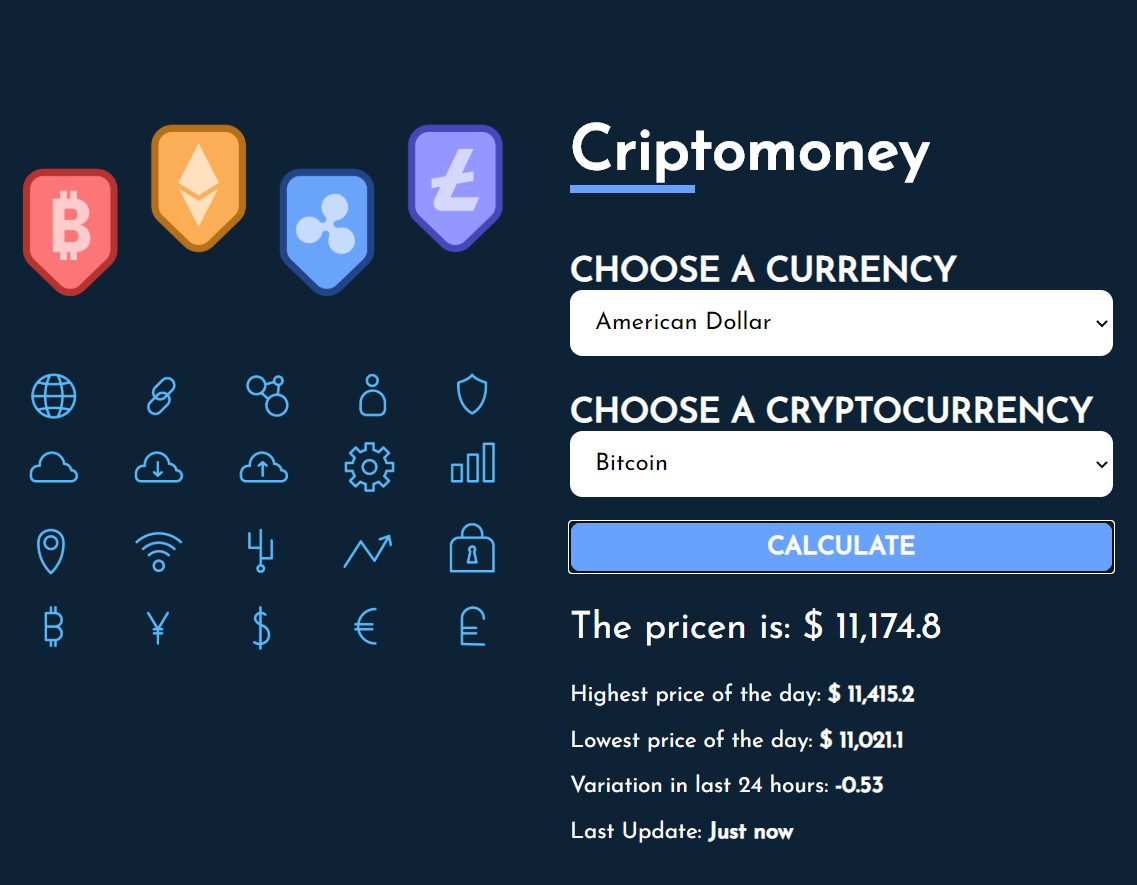 Criptomoney
CHOOSE A CURRENCY
American Dollar
CHOOSE A CRYPTOCURRENCY
Bitcoin
CALCULATE
The pricen is: $ 11,174.8
Highest price of the day: $ 11,415.2
Lowest price of the day: $ 11,021.1
Variation in last 24 hours: -0.53
Last Update: Just now